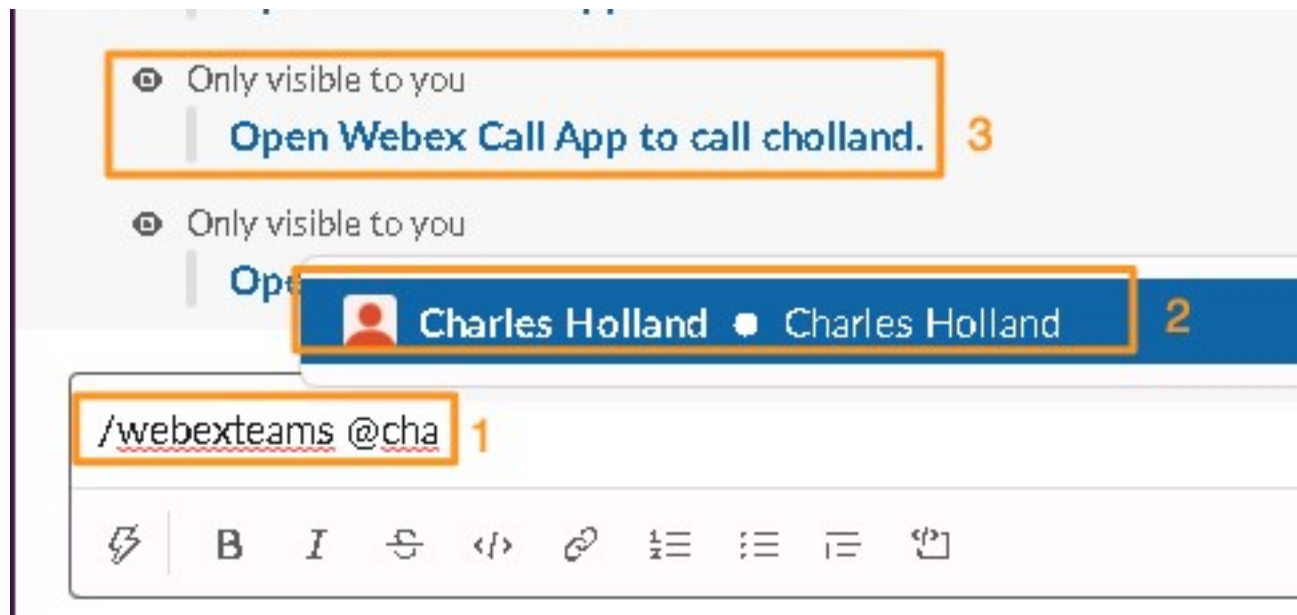 Only visible to you
Open Webex Call App to call cholland.
3
Only visible to you
Ope
Charles Holland ● Charles Holland
2
/webexteams @cha
1
B I S </>